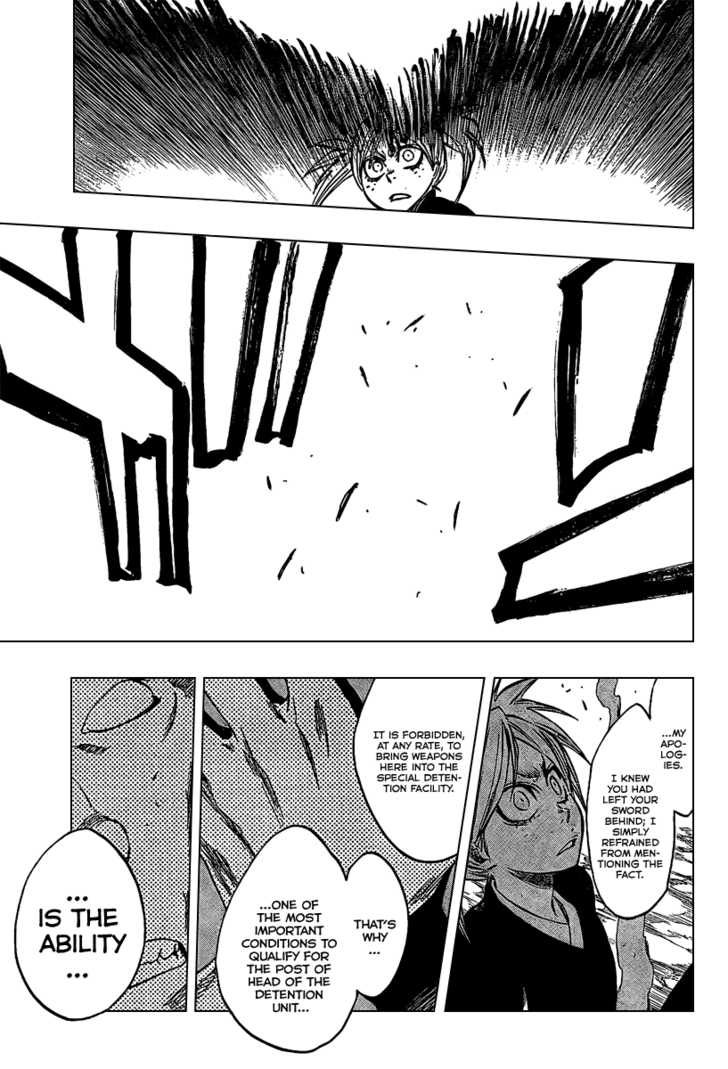 ...MY
APO-
LOG-
IES.
I KNEW
YOU HAD
LEFT YOUR
SWORD
BEHIND; I
SIMPLY
REFRAINED
FROM MEN-
TIONING THE
FACT.
IT IS FORBIDDEN,
AT ANY RATE, TO
BRING WEAPONS
HERE INTO THE
SPECIAL DETEN-
TION FACILITY.
THAT'S
WHY
...
...ONE OF
THE MOST
IMPORTANT
CONDITIONS TO
QUALIFY FOR
THE POST OF
HEAD OF THE
DETENTION
UNIT...
...
IS THE
ABILITY
...